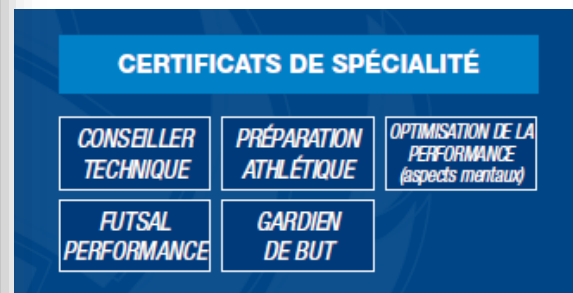 CERTIFICATS DE SPÉCIALITÉ
CONSEILLER
TECHNIQUE
PRÉPARATION
ATHLÉTIQUE
OPTIMISATION DE LA
PERFORMANCE
(aspects mentaux)
FUTSAL
PERFORMANCE
GARDIEN
DE BUT